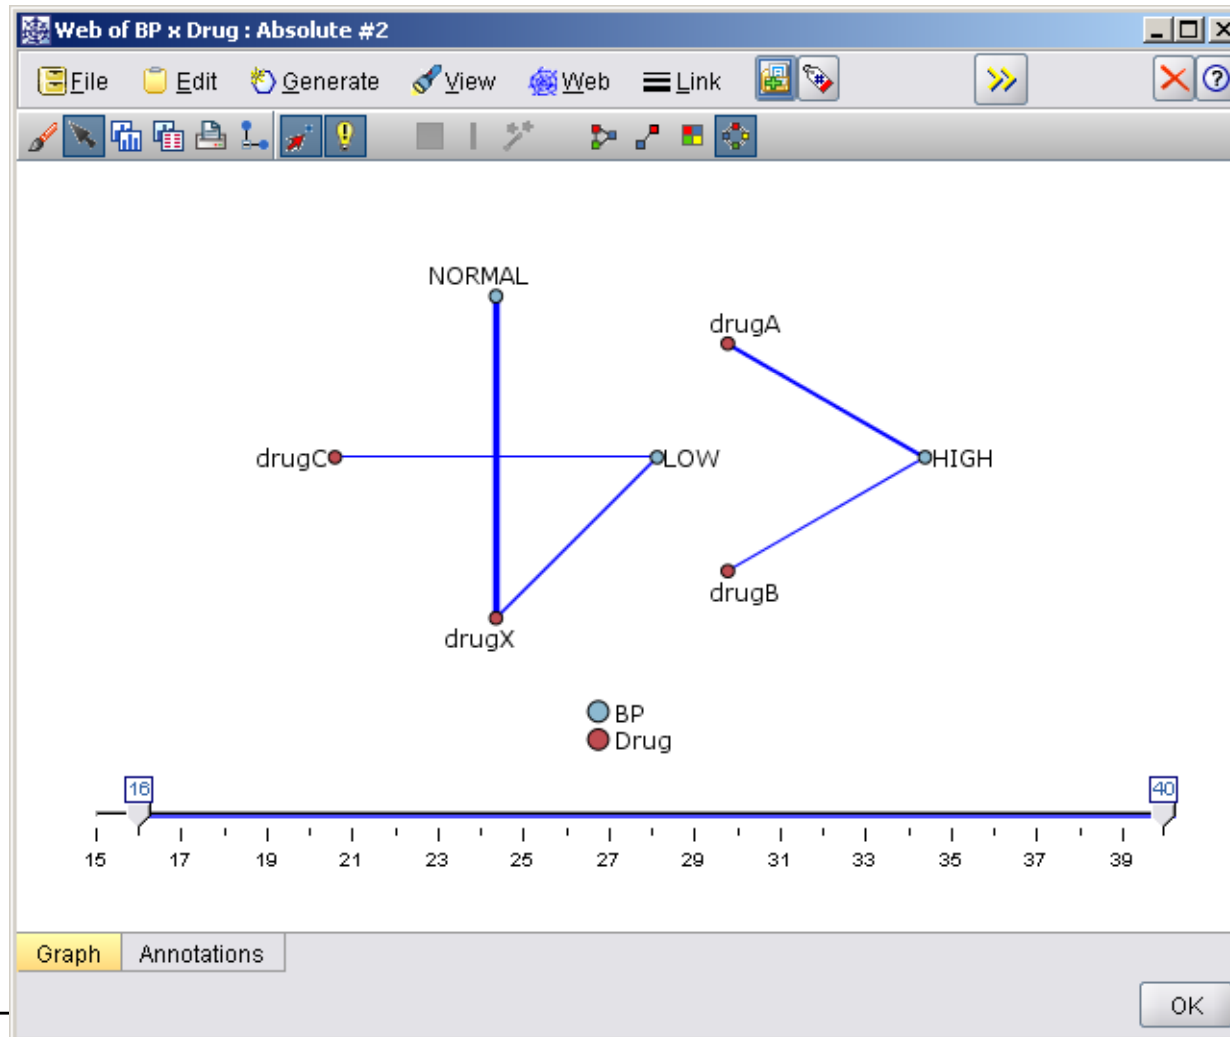 Web of BP x Drug : Absolute #2
File Edit Generate View Web Link
NORMAL
drugA
drugC
LOW
HIGH
drugB
drugX
BP
Drug
16 40
15 17 19 21 23 25 27 29 31 33 35 37 39
Graph Annotations
OK